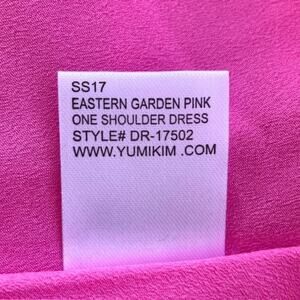 SS17
EASTERN GARDEN PINK
ONE SHOULDER DRESS
STYLE# DR-17502
WWW.YUMIKIM .COM